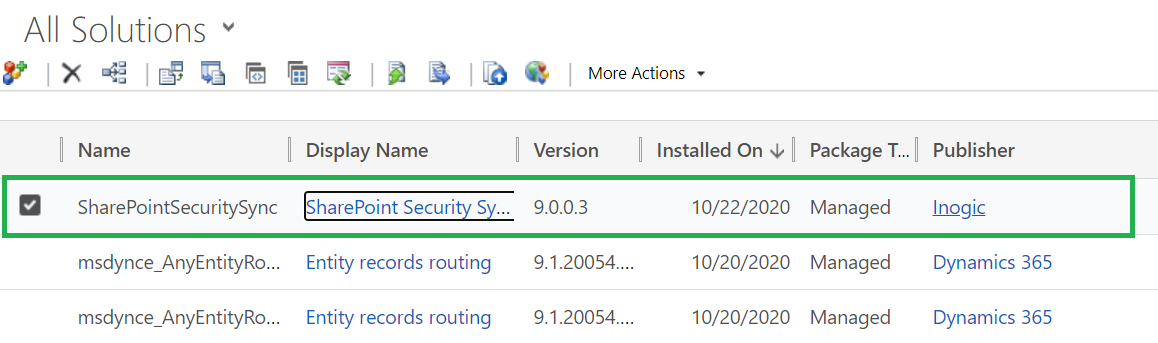 All Solutions
More Actions
Name Display Name Version Installed On Package T... Publisher
SharePointSecuritySync SharePoint Security Sy... 9.0.0.3 10/22/2020 Managed Inogic
msdynce_AnyEntityRo... Entity records routing 9.1.20054.... 10/20/2020 Managed Dynamics 365
msdynce_AnyEntityRo... Entity records routing 9.1.20054.... 10/20/2020 Managed Dynamics 365